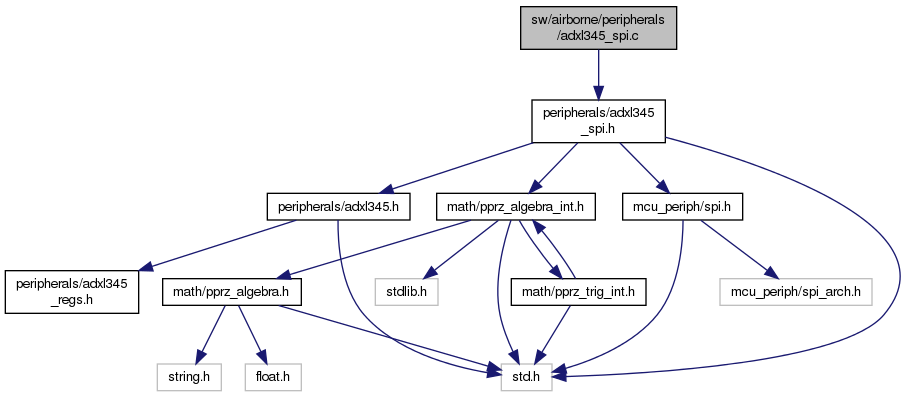 sw/airborne/peripherals
/adxl345_spi.c
peripherals/adxl345
_spi.h
peripherals/adxl345.h
math/pprz_algebra_int.h
mcu_periph/spi.h
peripherals/adxl345
_regs.h
math/pprz_algebra.h
stdlib.h
math/pprz_trig_int.h
mcu_periph/spi_arch.h
string.h
float.h
std.h